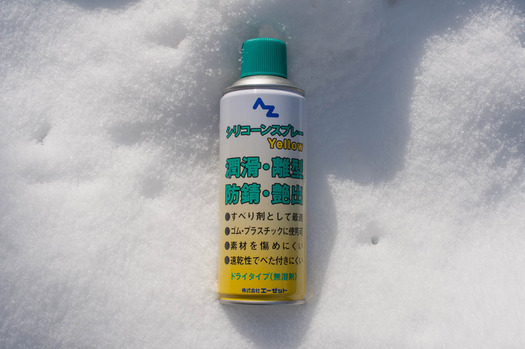 AZ
シリコーンスプレー
Yellow
潤滑・離型
防錆・艶出
●すべり剤として最適
●ゴム・プラスチックに使用可
●素材を傷めにくい
●速乾性でべた付きにくい
ドライタイプ(無溶剤)
株式会社 エーゼット